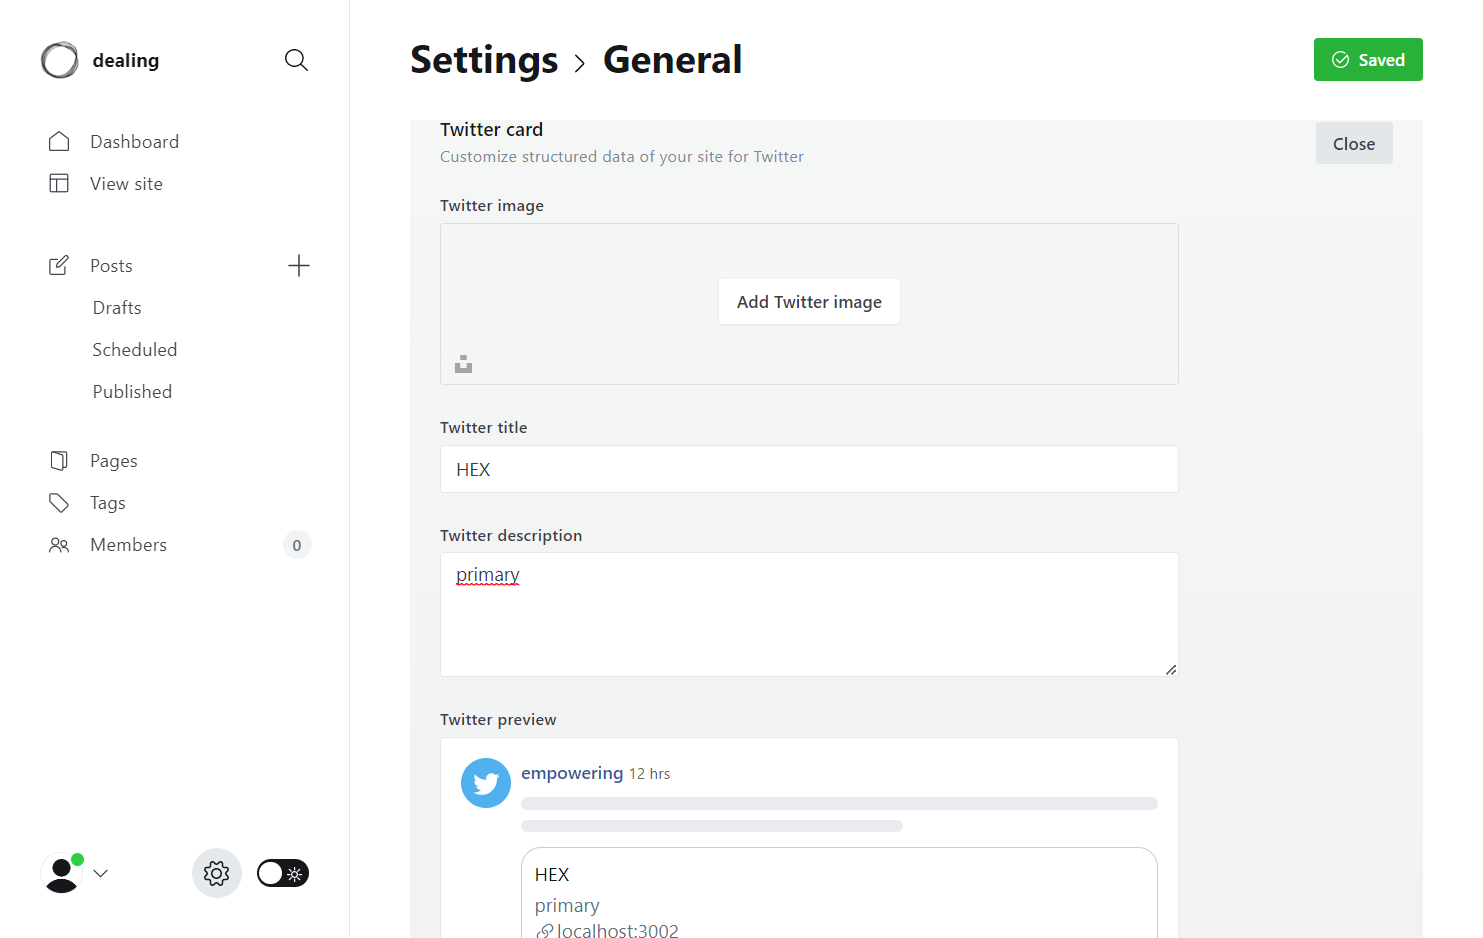 dealing
Dashboard
View site
Posts
Drafts
Scheduled
Published
Pages
Tags
Members 0
Settings > General
Saved
Twitter card
Customize structured data of your site for Twitter
Close
Twitter image
Add Twitter image
Twitter title
HEX
Twitter description
primary
Twitter preview
empowering 12 hrs
HEX
primary
localhost:3002